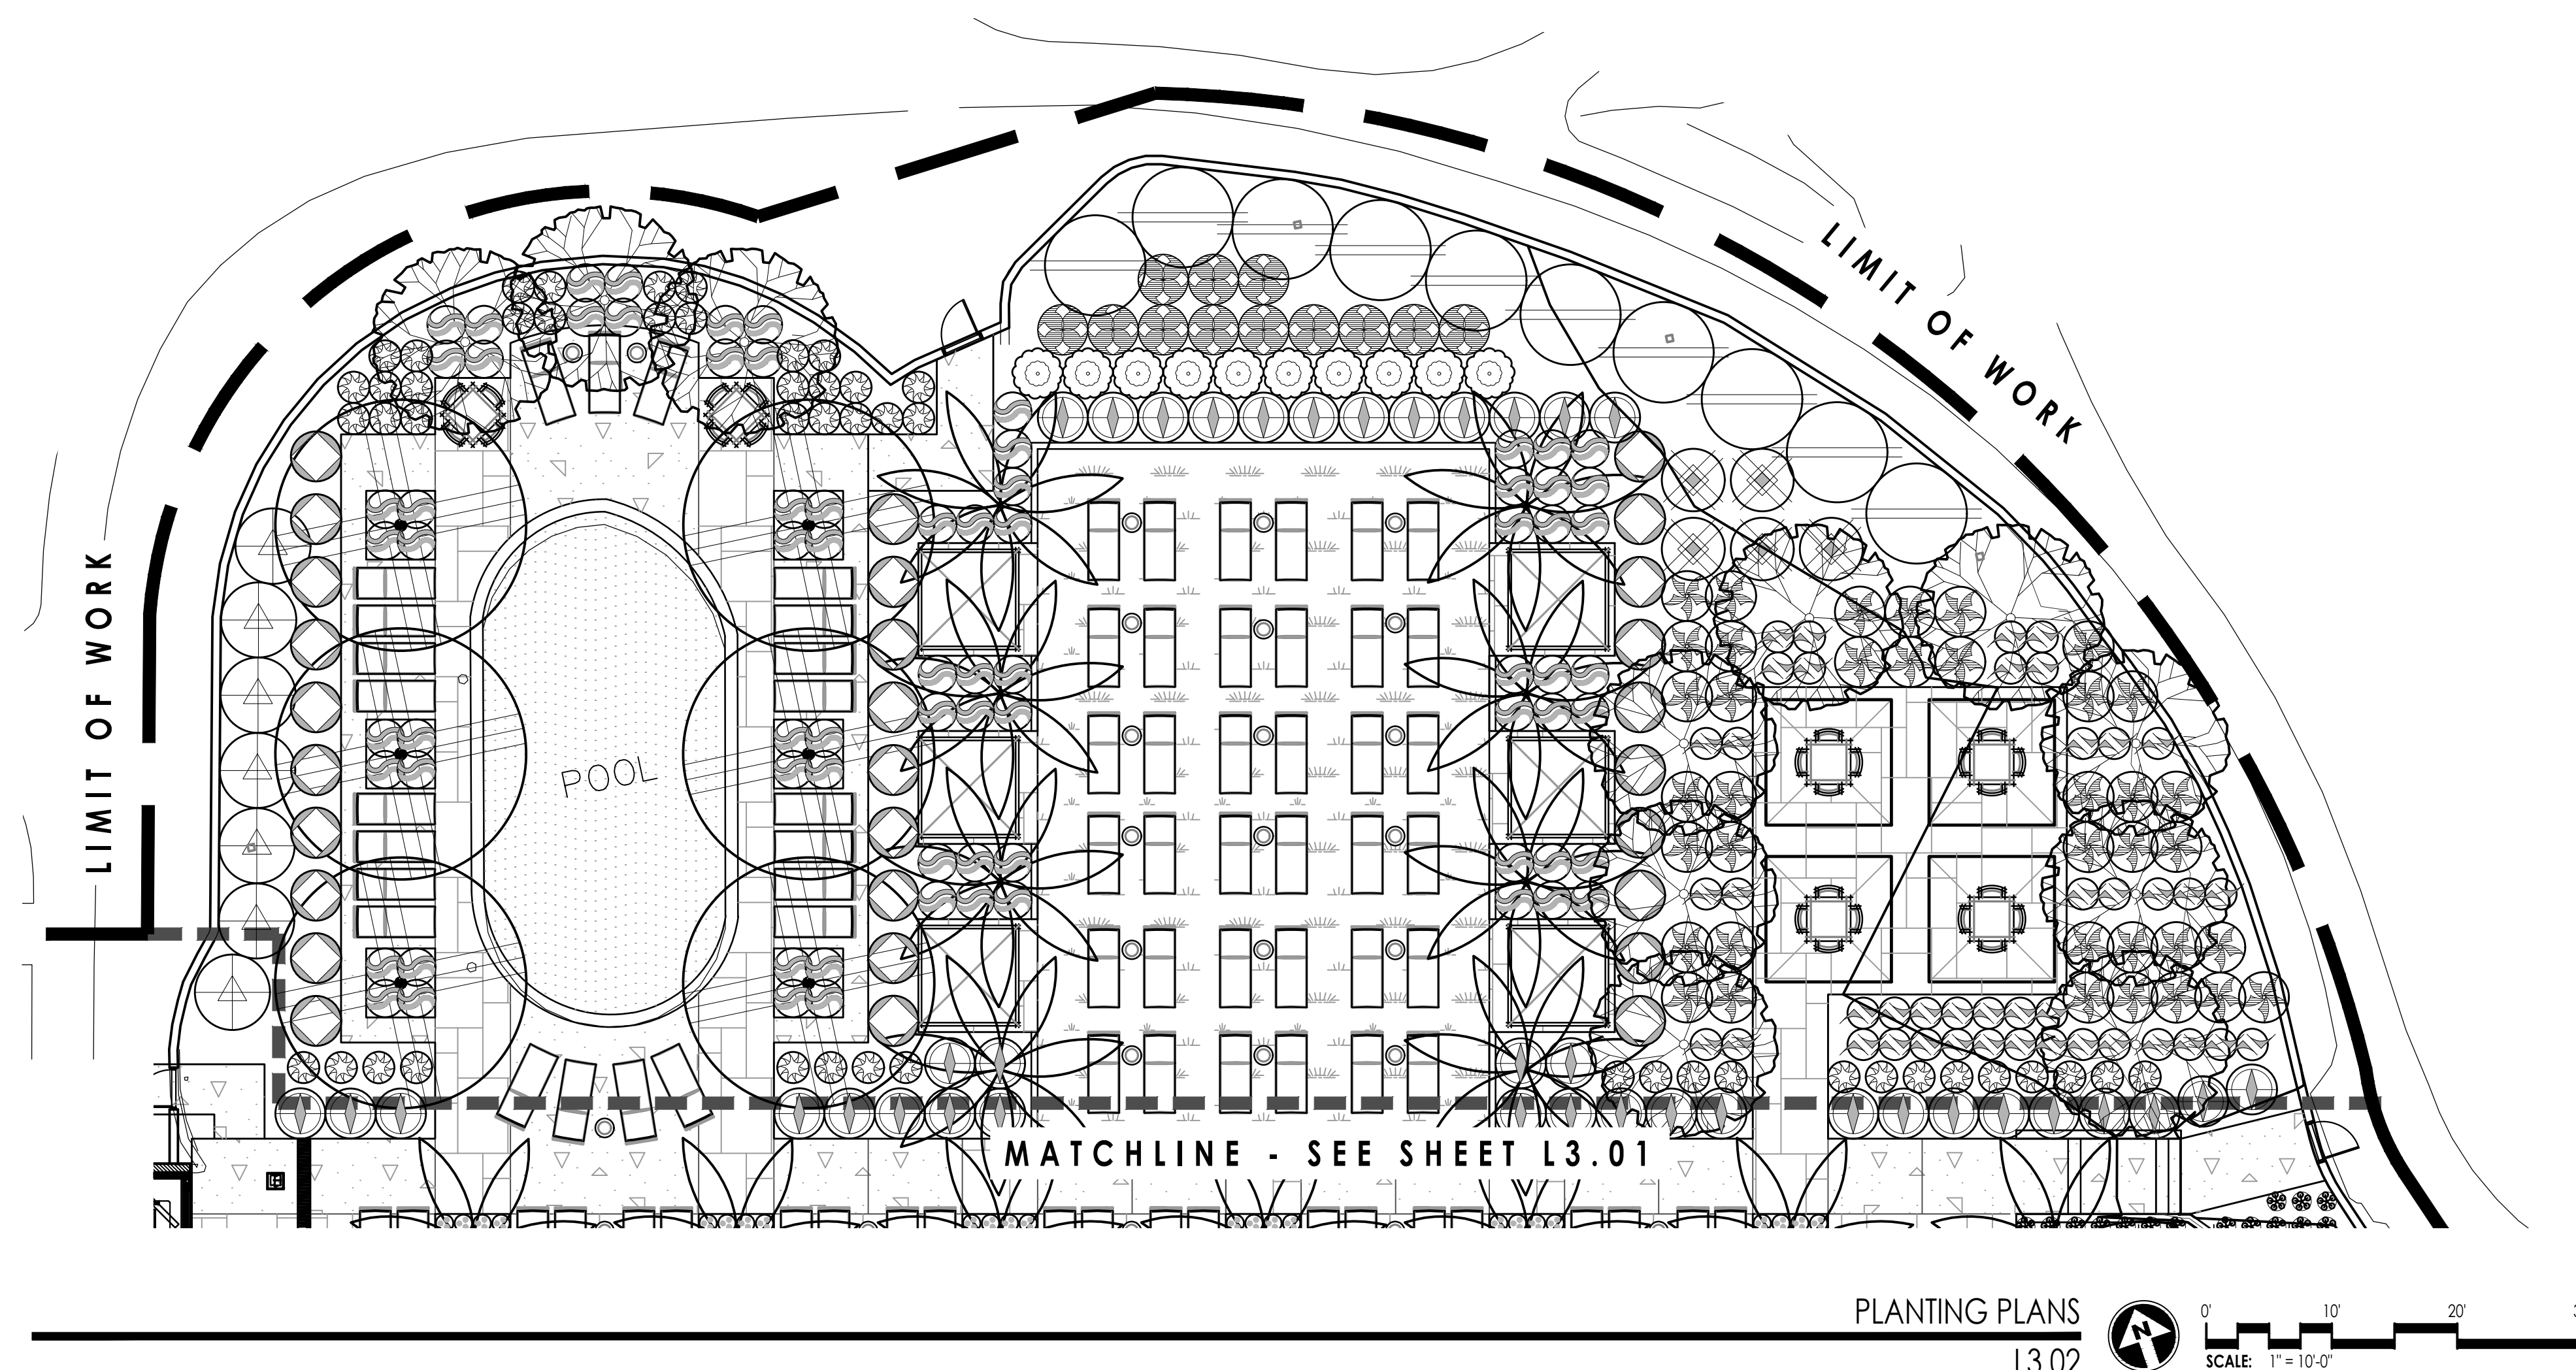 LIMIT OF WORK
LIMIT OF WORK
POOL
MATCHLINE - SEE SHEET L3.01
PLANTING PLANS
L3.02
N
0' 10' 20'
SCALE: 1" = 10'-0"